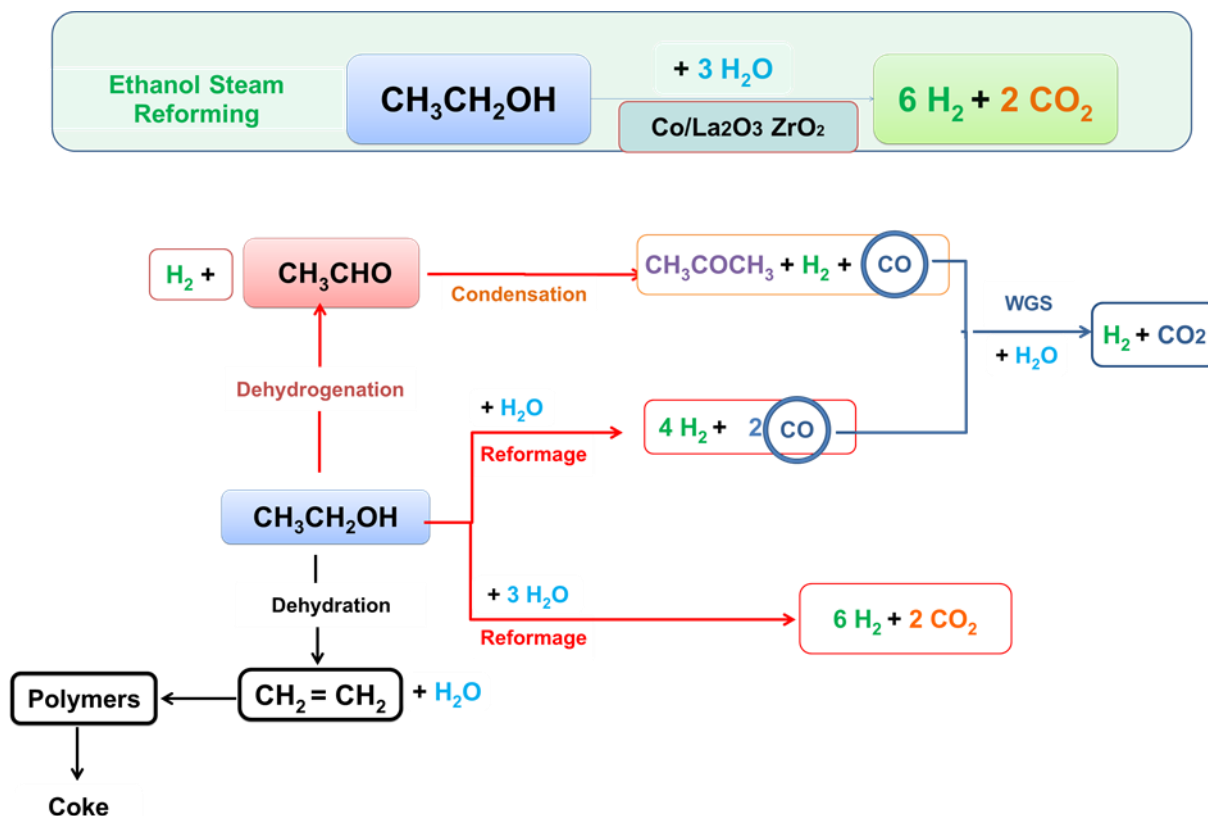 Ethanol Steam
Reforming
CH₃CH₂OH
+ 3 H₂O
Co/La2O3 ZrO₂
6 H₂ + 2 CO₂
H₂ +
CH₃CHO
Condensation
CH₃COCH₃ + H₂ + CO
WGS
+ H₂O
H₂ + CO2
Dehydrogenation
+ H₂O
Reformage
4 H₂ + 2 CO
CH₃CH₂OH
Dehydration
+ 3 H₂O
Reformage
6 H₂ + 2 CO₂
Polymers
CH₂ = CH₂ + H₂O
Coke